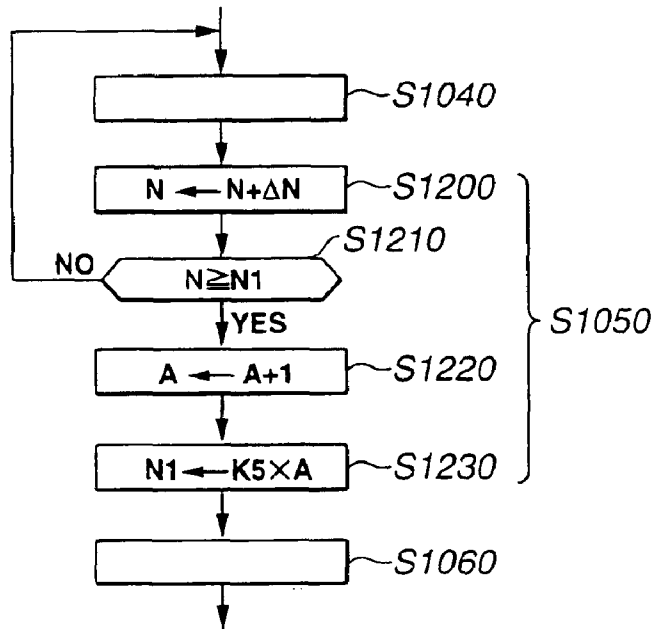 S1040
N ← N+ΔN
S1200
S1210
NO
N≧N1
YES
S1050
A ← A+1
S1220
N1 ← K5×A
S1230
S1060